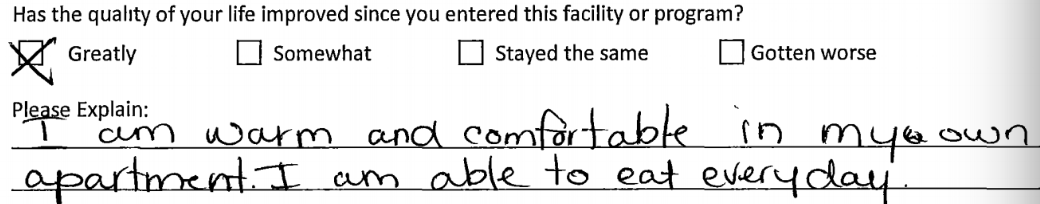 Has the quality of your life improved since you entered this facility or program?
Greatly Somewhat Stayed the same Gotten worse
Please Explain:
I am warm and comfortable in my own
apartment. I am able to eat everyday.